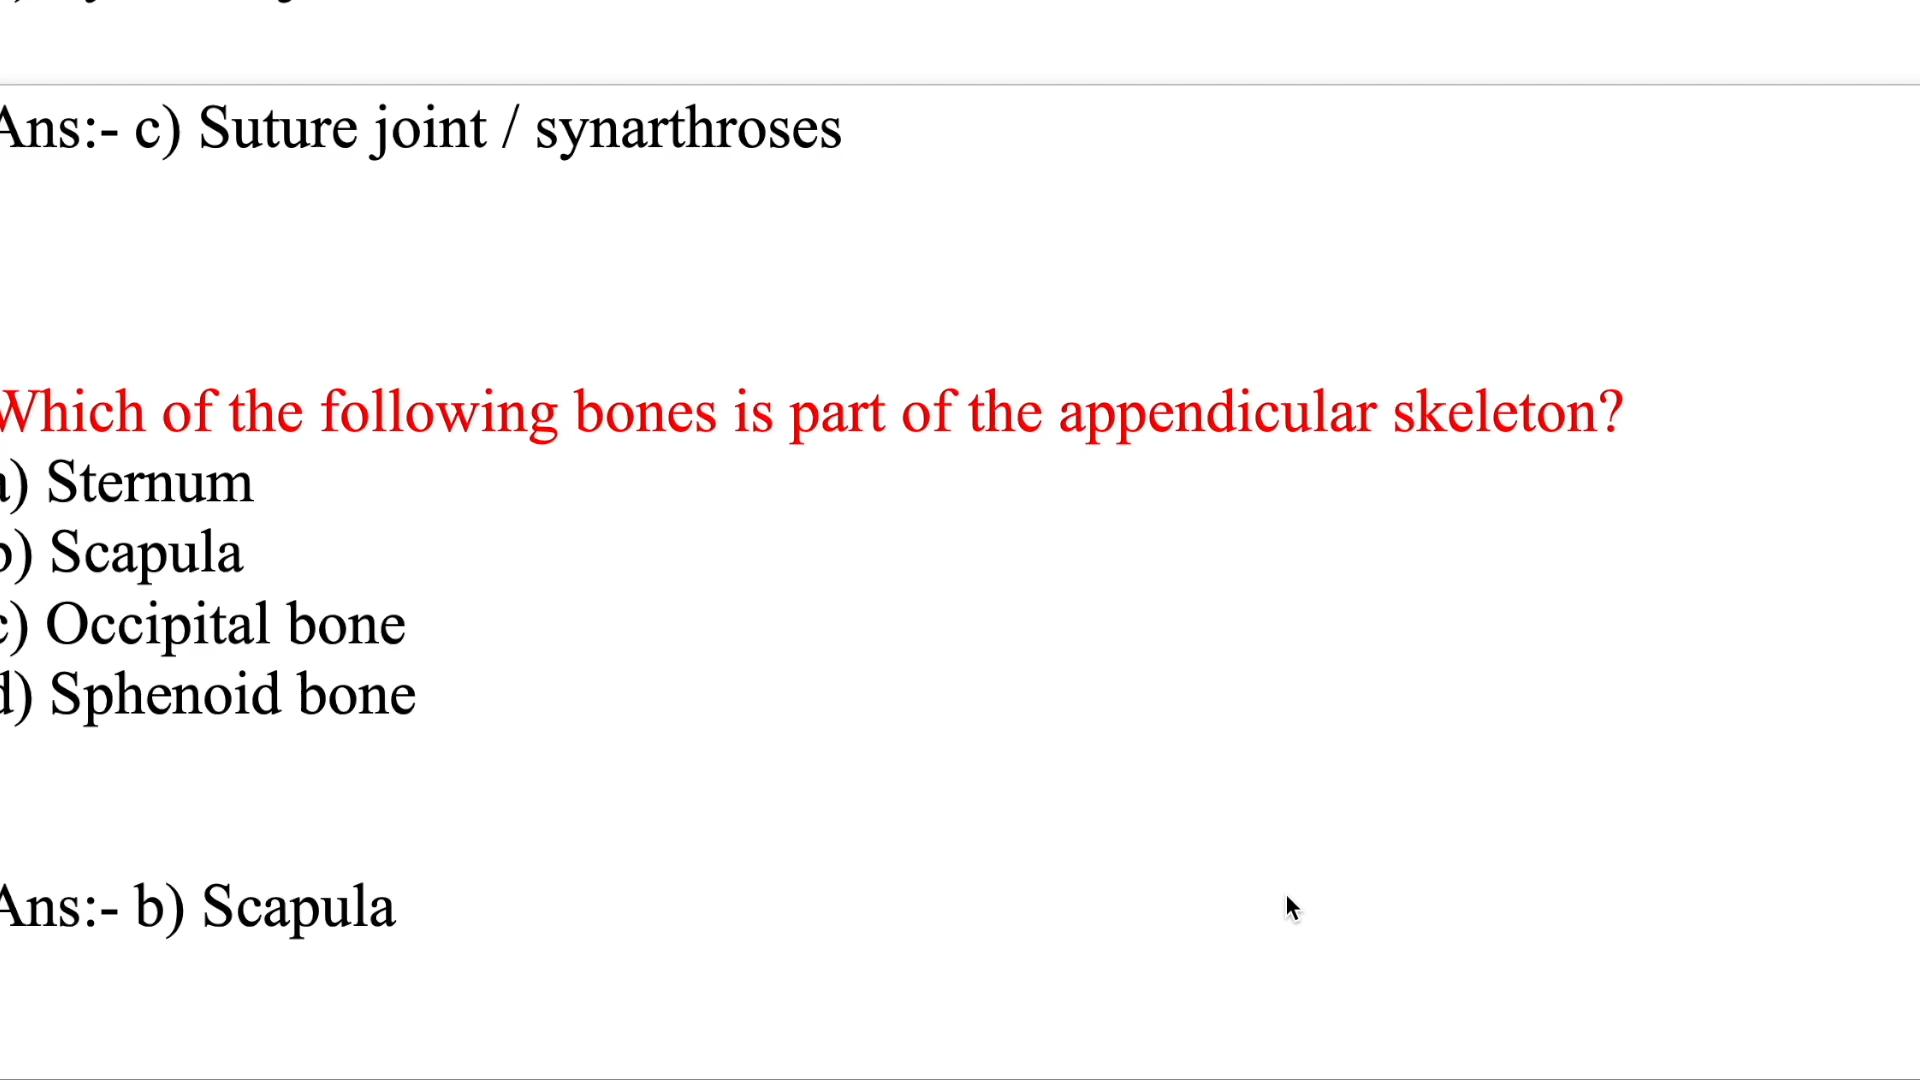 Ans:- c) Suture joint / synarthroses
Which of the following bones is part of the appendicular skeleton?
a) Sternum
b) Scapula
c) Occipital bone
d) Sphenoid bone
Ans:- b) Scapula